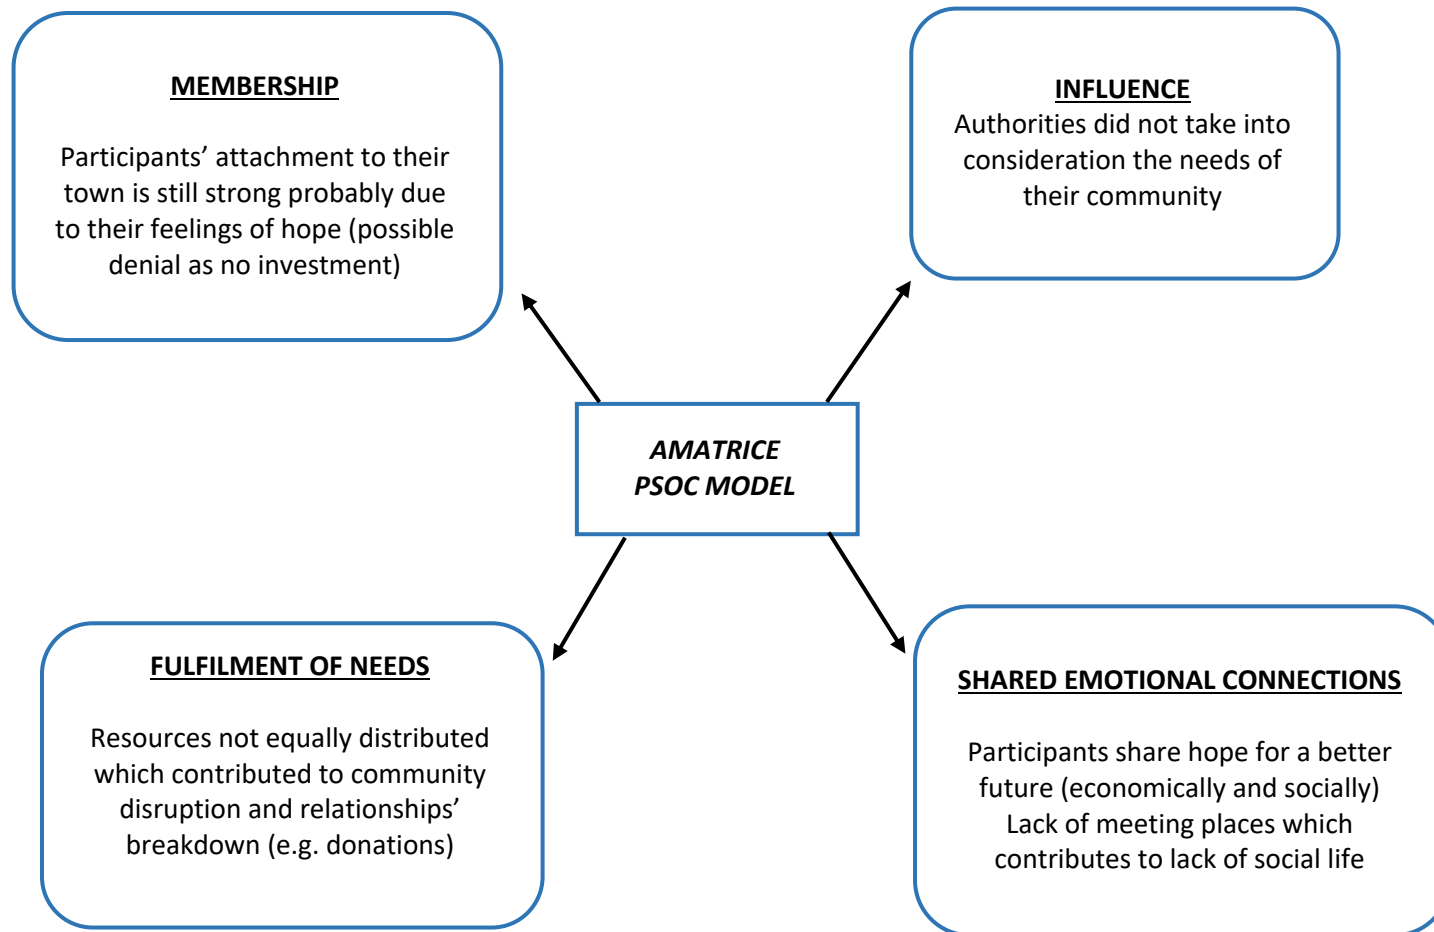 MEMBERSHIP
Participants’ attachment to their
town is still strong probably due
to their feelings of hope (possible
denial as no investment)
INFLUENCE
Authorities did not take into
consideration the needs of
their community
AMATRICE
PSOC MODEL
FULFILMENT OF NEEDS
Resources not equally distributed
which contributed to community
disruption and relationships’
breakdown (e.g. donations)
SHARED EMOTIONAL CONNECTIONS
Participants share hope for a better
future (economically and socially)
Lack of meeting places which
contributes to lack of social life